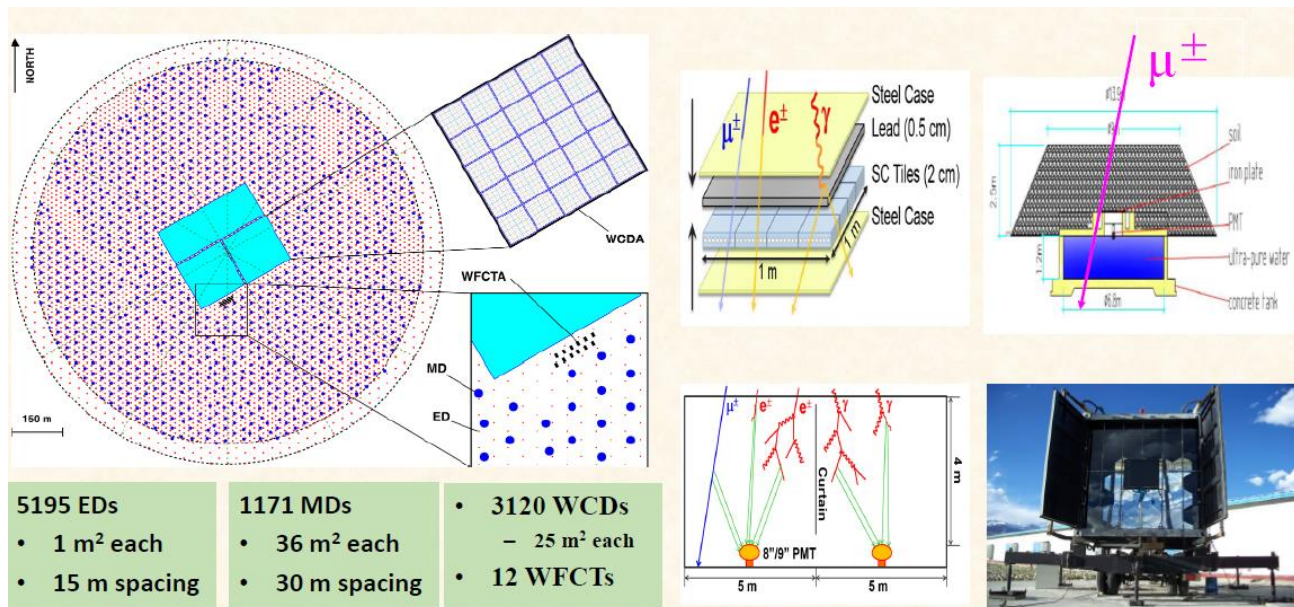 NORTH
WCDA
WFCTA
MD
ED
150 m
5195 EDs
• 1 m² each
• 15 m spacing
1171 MDs
• 36 m² each
• 30 m spacing
• 3120 WCDs
– 25 m² each
• 12 WFCTs
μ±
e±
γ
Steel Case
Lead (0.5 cm)
SC Tiles (2 cm)
Steel Case
1 m
1 m
μ±
soil
iron plate
PMT
ultra-pure water
concrete tank
2.5m
1.2m
Ø6.8m
μ±
e±
e±
γ
γ
Curtain
4 m
8"/9" PMT
5 m
5 m